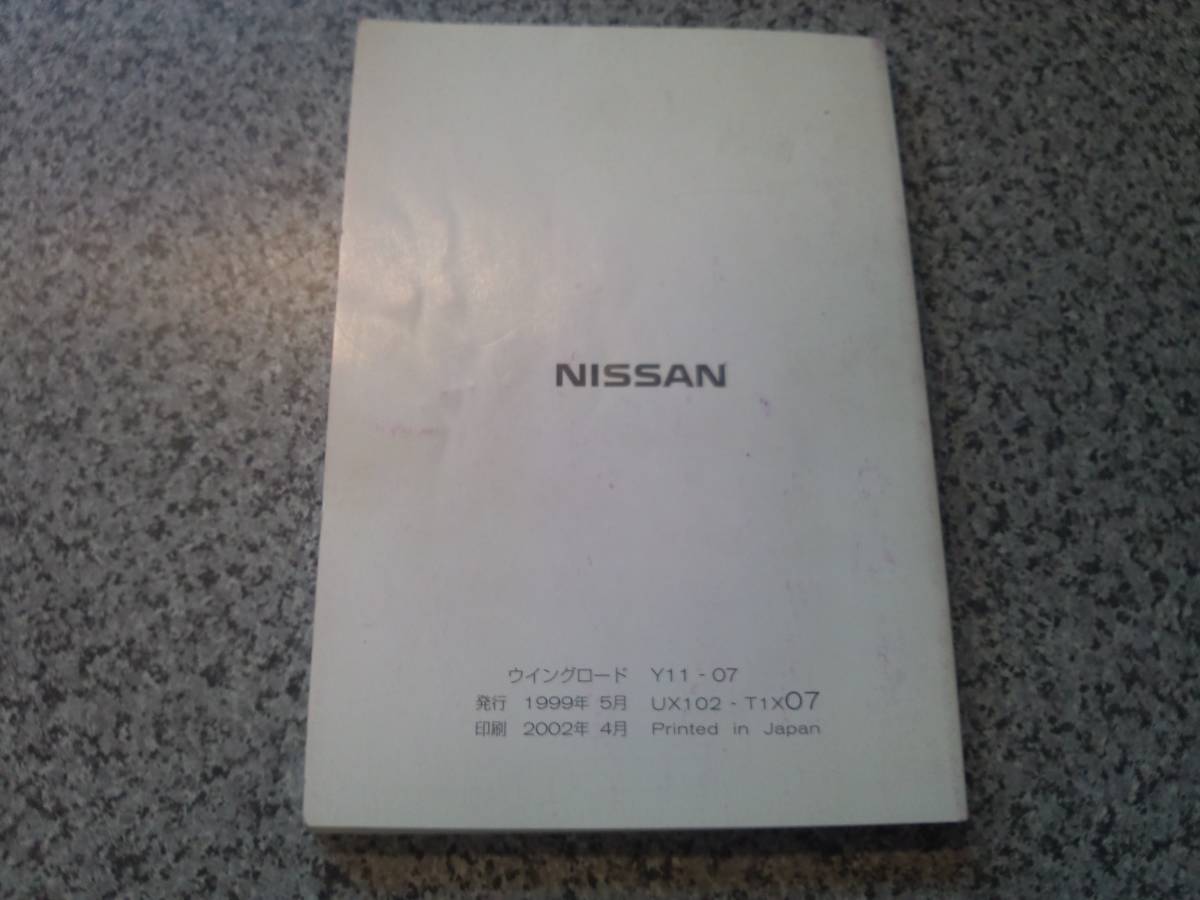 NISSAN
ウイングロード Y11 - 07
発行 1999年 5月 UX102 - T1X07
印刷 2002年 4月 Printed in Japan